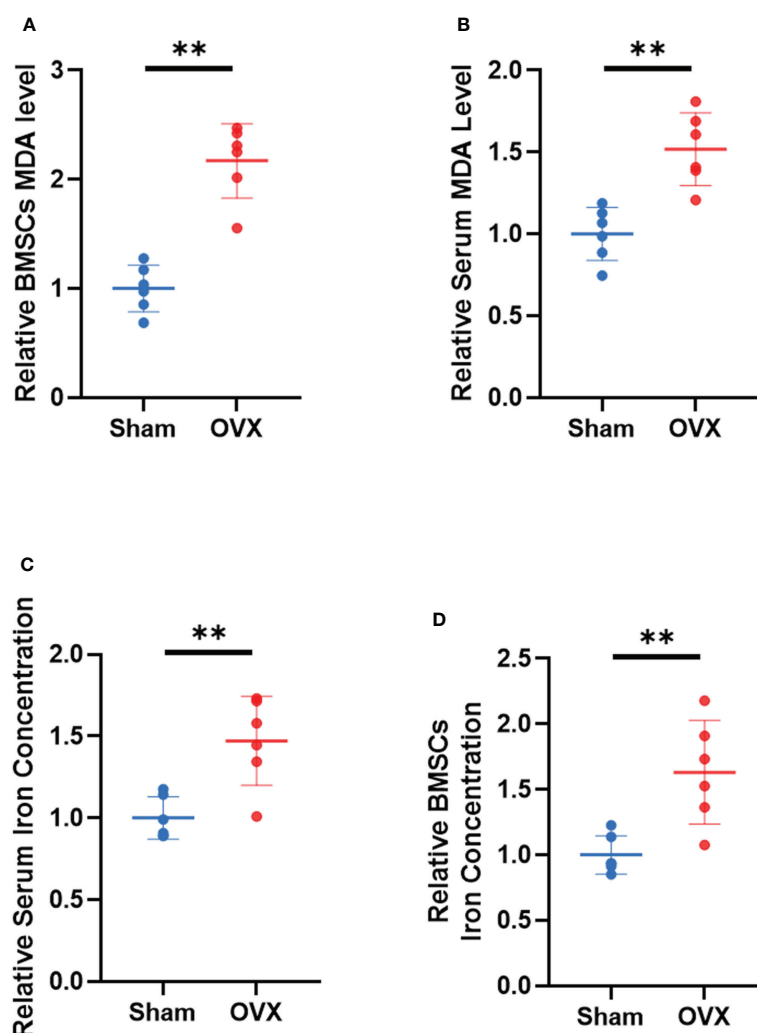 A
**
Relative BMSCs MDA level
3
2
1
0
Sham OVX
B
**
Relative Serum MDA Level
2.0
1.5
1.0
0.5
0.0
Sham OVX
C
**
Relative Serum Iron Concentration
2.0
1.5
1.0
0.5
0.0
Sham OVX
D
**
Relative BMSCs
Iron Concentration
2.5
2.0
1.5
1.0
0.5
0.0
Sham OVX